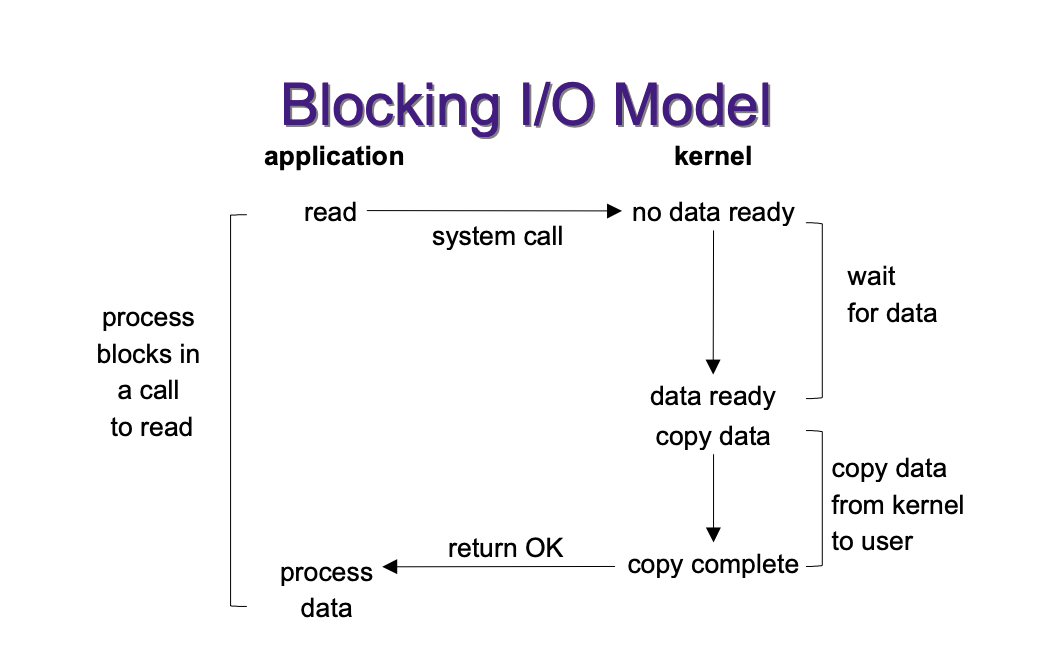 Blocking I/O Model
application
kernel
read
no data ready
system call
wait
for data
process
blocks in
a call
to read
data ready
copy data
copy data
from kernel
to user
return OK
copy complete
process
data